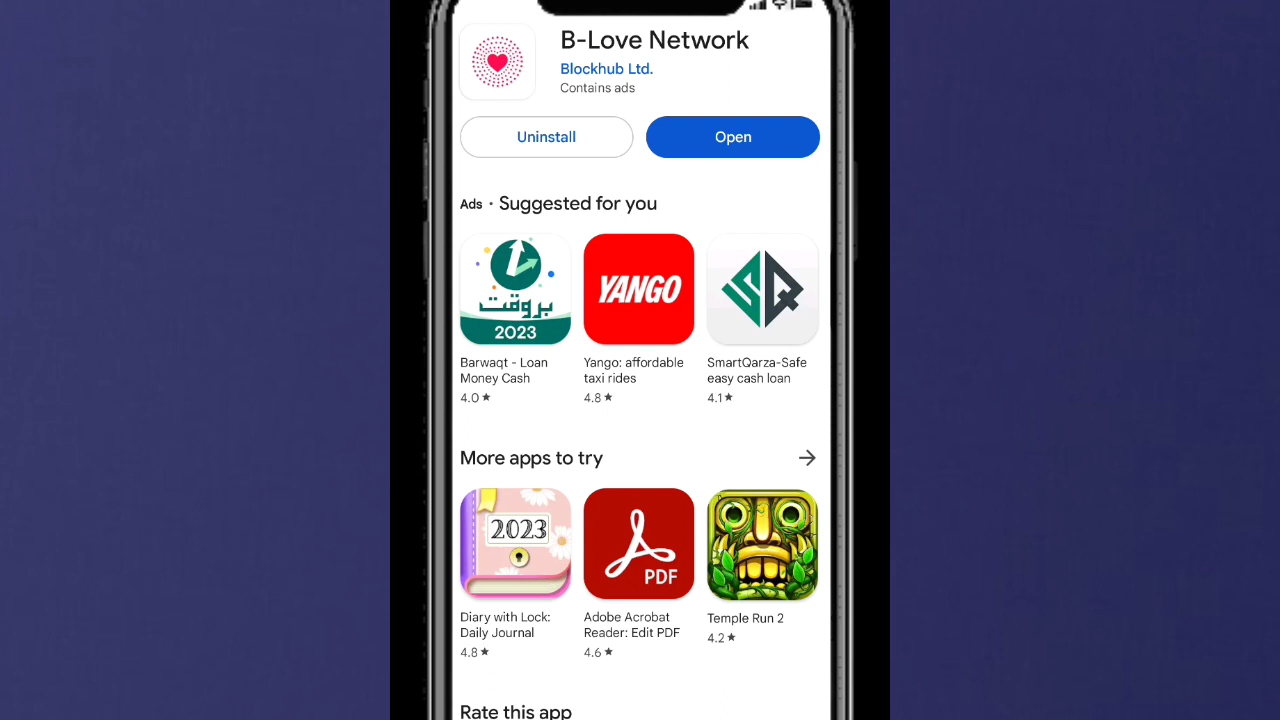 B-Love Network
Blockhub Ltd.
Contains ads
Uninstall
Open
Ads • Suggested for you
بروقت
2023
YANGO
SQ
Barwaqt - Loan
Money Cash
4.0 ★
Yango: affordable
taxi rides
4.8 ★
SmartQarza-Safe
easy cash loan
4.1 ★
More apps to try
2023
PDF
Diary with Lock:
Daily Journal
4.8 ★
Adobe Acrobat
Reader: Edit PDF
4.6 ★
Temple Run 2
4.2 ★
Rate this app